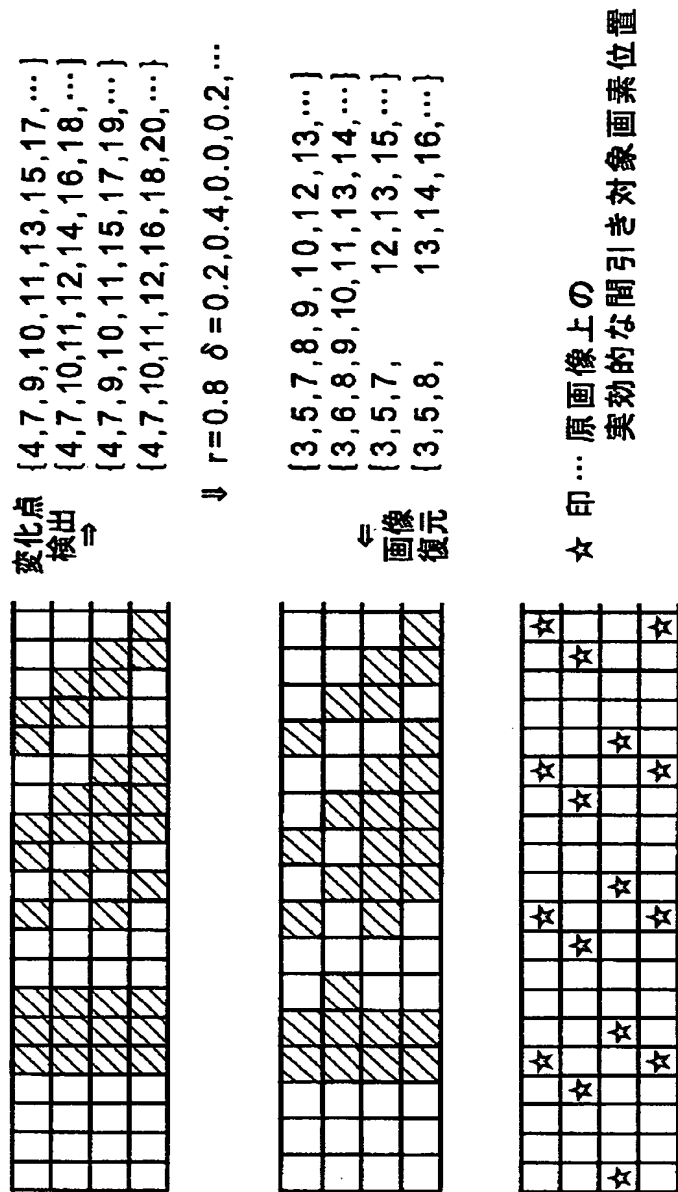 変化点
検出
⇒
{4,7,9,10,11,13,15,17,…}
{4,7,10,11,12,14,16,18,…}
{4,7,9,10,11,15,17,19,…}
{4,7,10,11,12,16,18,20,…}
⇓ r=0.8 δ=0.2,0.4,0.0,0.2,…
⇐
画像
復元
{3,5,7,8,9,10,12,13,…}
{3,6,8,9,10,11,13,14,…}
{3,5,7, 12,13,15,…}
{3,5,8, 13,14,16,…}
☆ 印…原画像上の
実効的な間引き対象画素位置